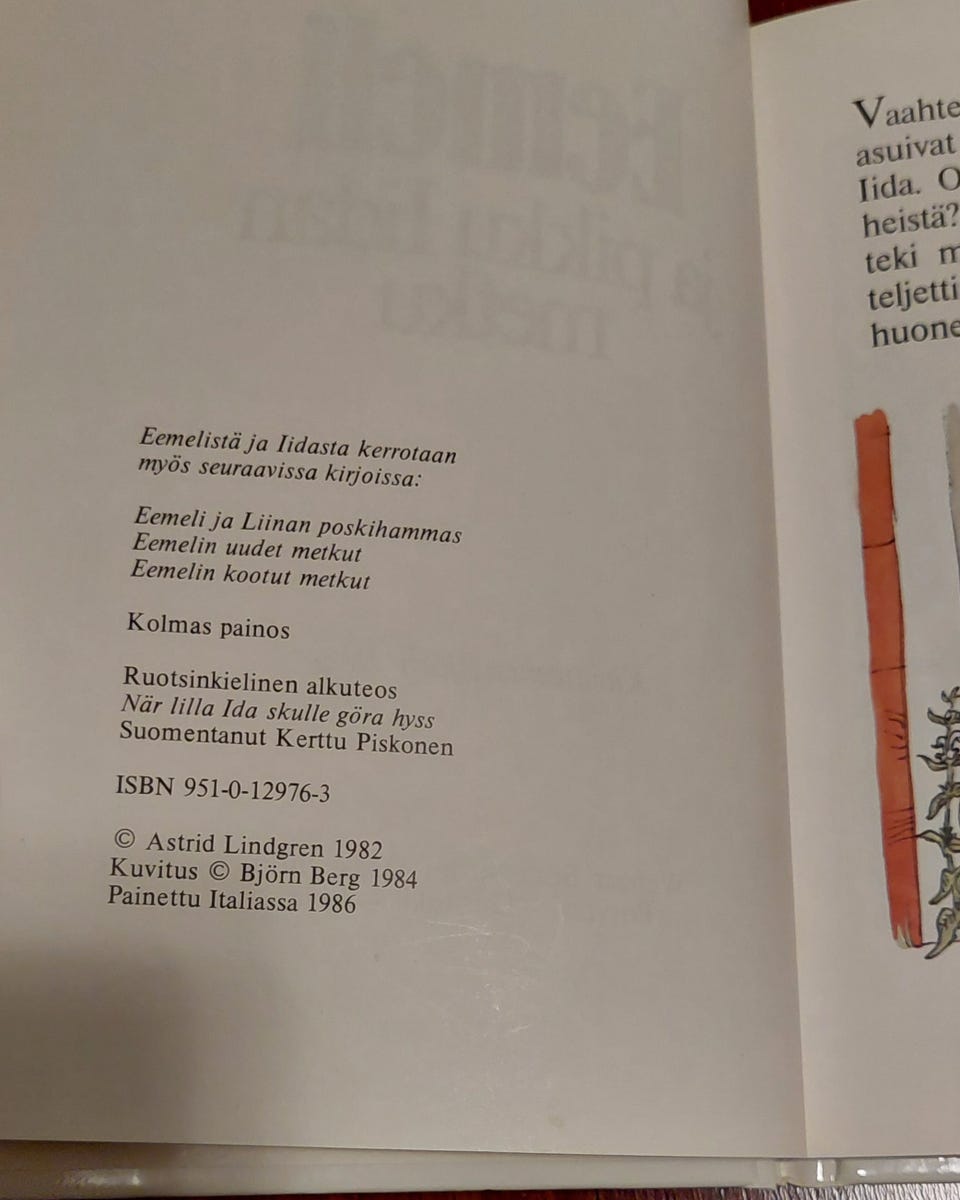 Eemelistä ja Iidasta kerrotaan
myös seuraavissa kirjoissa:
Eemeli ja Liinan poskihammas
Eemelin uudet metkut
Eemelin kootut metkut
Kolmas painos
Ruotsinkielinen alkuteos
När lilla Ida skulle göra hyss
Suomentanut Kerttu Piskonen
ISBN 951-0-12976-3
© Astrid Lindgren 1982
Kuvitus © Björn Berg 1984
Painettu Italiassa 1986
Vaahte
asuivat
Iida. O
heistä?
teki m
teljetti
huone